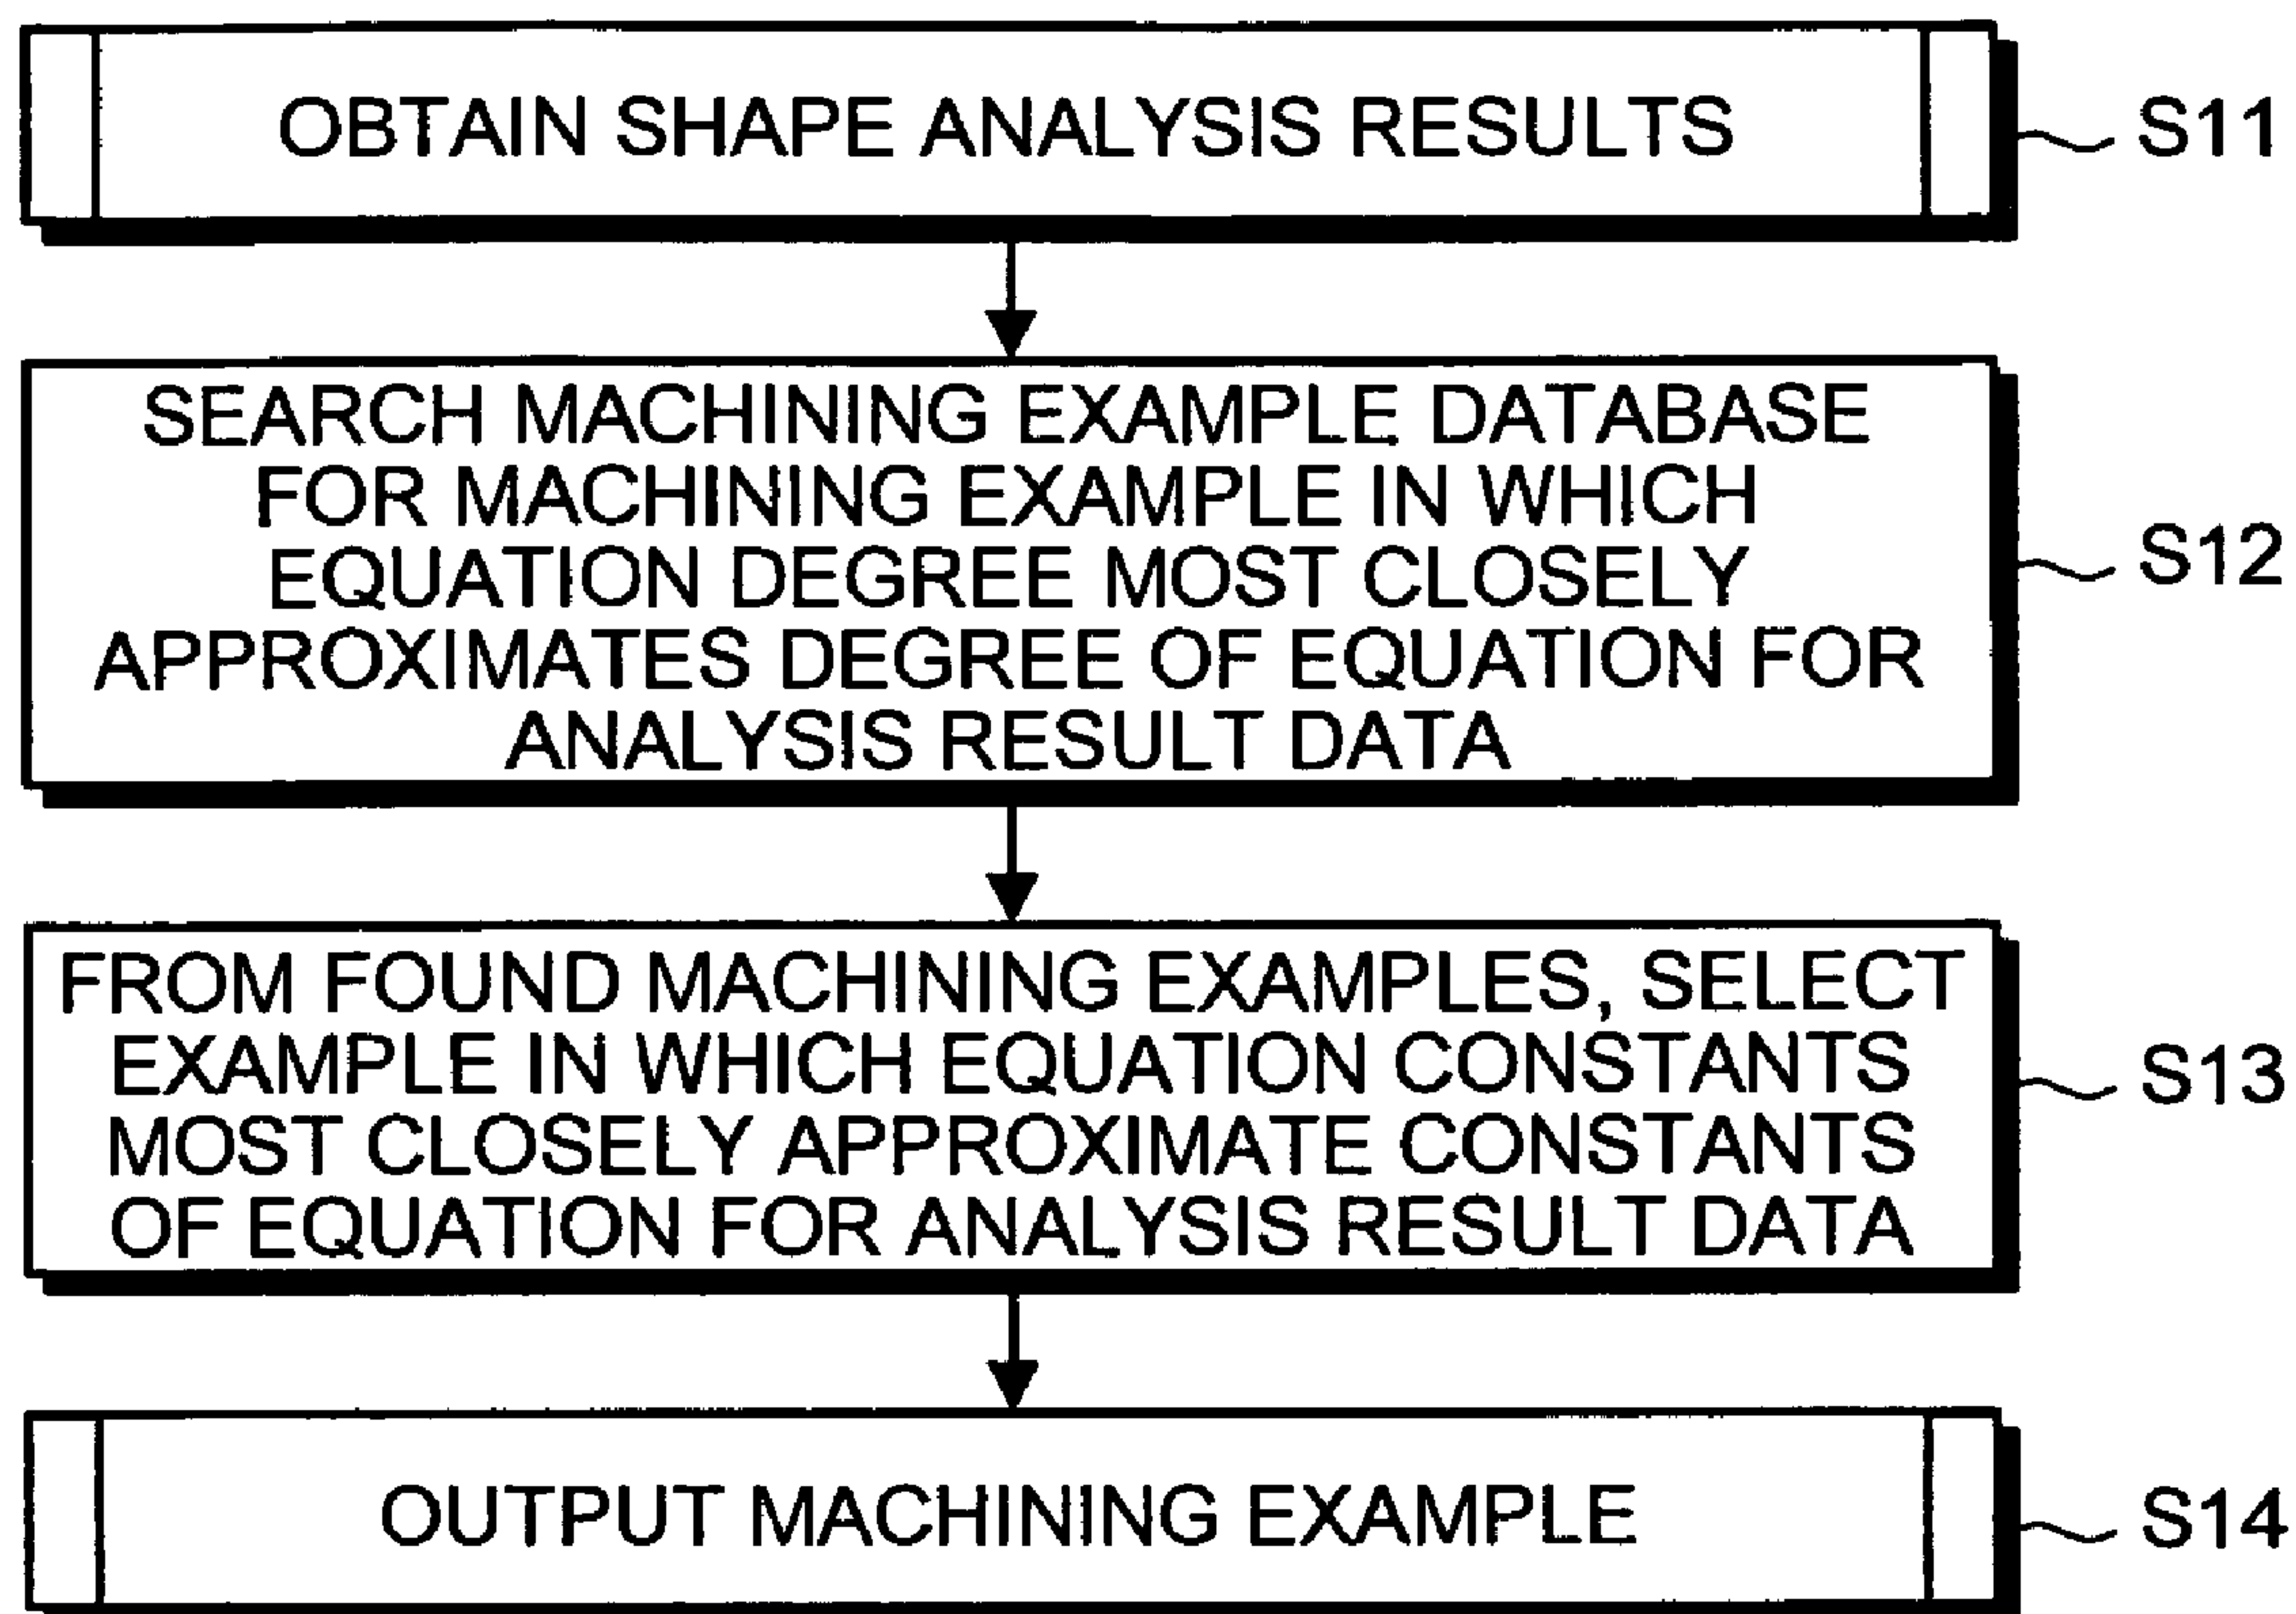 OBTAIN SHAPE ANALYSIS RESULTS
S11
SEARCH MACHINING EXAMPLE DATABASE
FOR MACHINING EXAMPLE IN WHICH
EQUATION DEGREE MOST CLOSELY
APPROXIMATES DEGREE OF EQUATION FOR
ANALYSIS RESULT DATA
S12
FROM FOUND MACHINING EXAMPLES, SELECT
EXAMPLE IN WHICH EQUATION CONSTANTS
MOST CLOSELY APPROXIMATE CONSTANTS
OF EQUATION FOR ANALYSIS RESULT DATA
S13
OUTPUT MACHINING EXAMPLE
S14